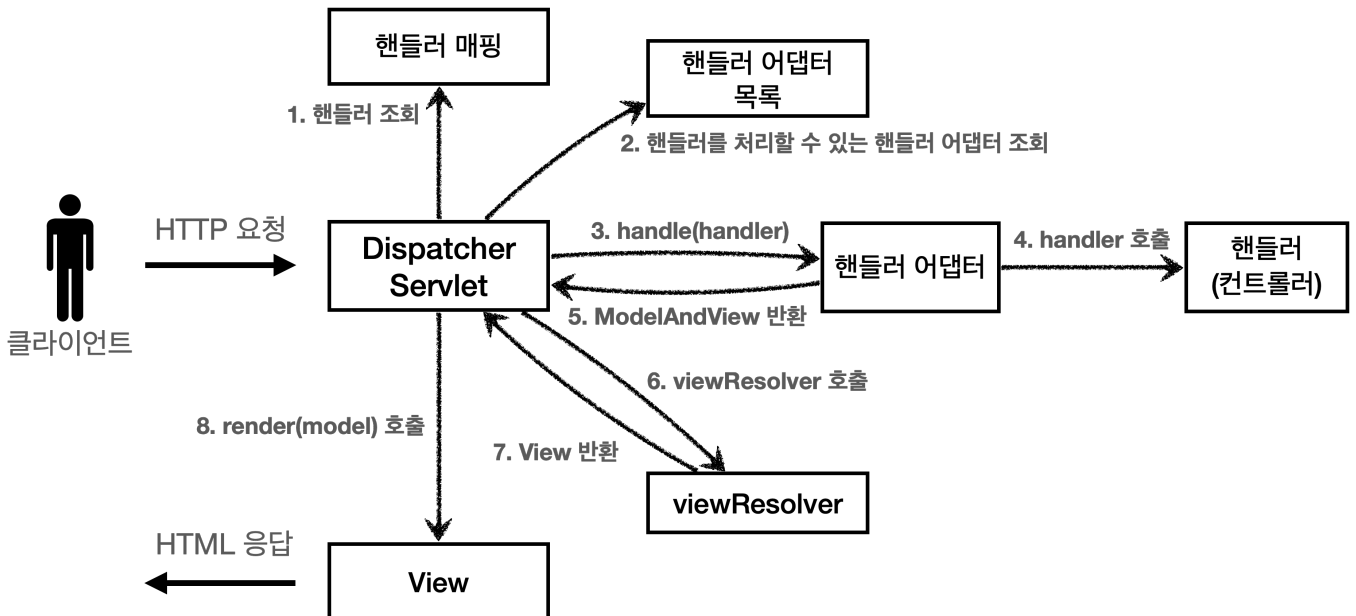 핸들러 매핑
핸들러 어댑터
목록
1. 핸들러 조회
2. 핸들러를 처리할 수 있는 핸들러 어댑터 조회
HTTP 요청
Dispatcher
Servlet
3. handle(handler)
핸들러 어댑터
4. handler 호출
핸들러
(컨트롤러)
클라이언트
5. ModelAndView 반환
6. viewResolver 호출
8. render(model) 호출
7. View 반환
viewResolver
HTML 응답
View